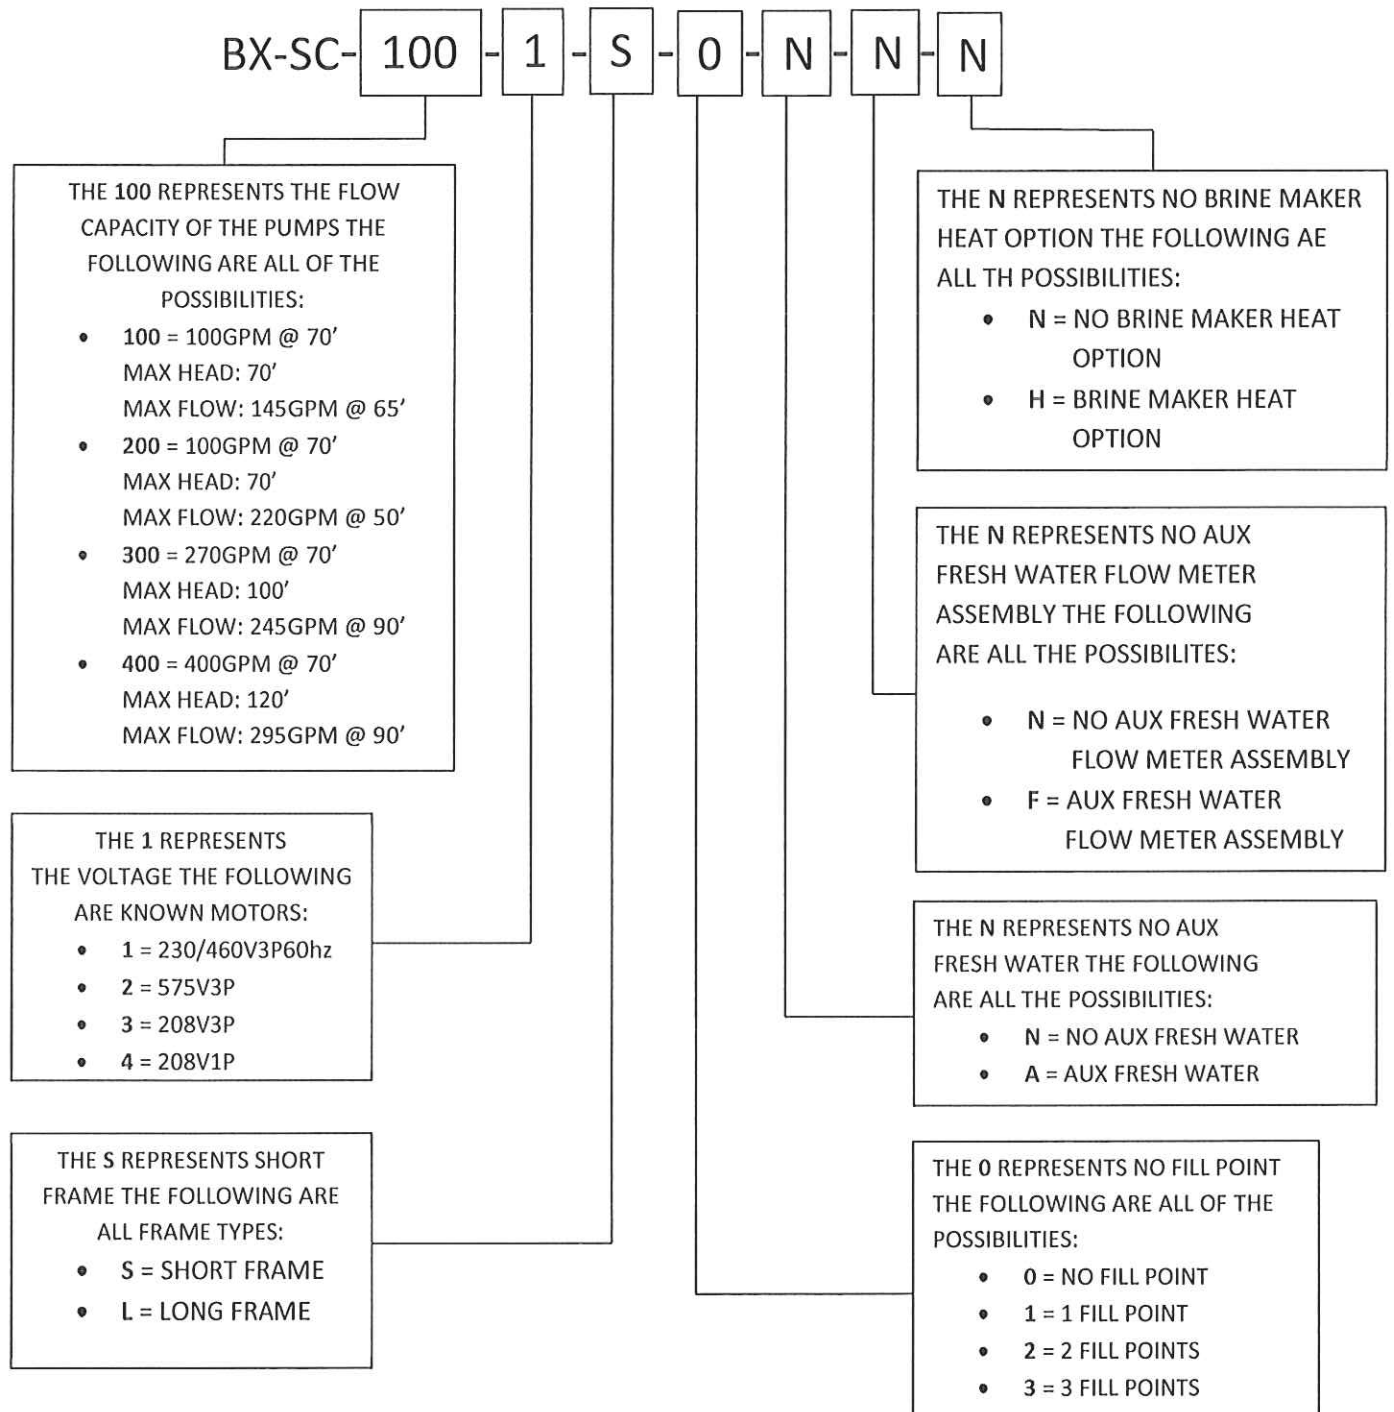 BX-SC-100-1-S-0-N-N-N
THE 100 REPRESENTS THE FLOW
CAPACITY OF THE PUMPS THE
FOLLOWING ARE ALL OF THE
POSSIBILITIES:
• 100 = 100GPM @ 70’
MAX HEAD: 70’
MAX FLOW: 145GPM @ 65’
• 200 = 100GPM @ 70’
MAX HEAD: 70’
MAX FLOW: 220GPM @ 50’
• 300 = 270GPM @ 70’
MAX HEAD: 100’
MAX FLOW: 245GPM @ 90’
• 400 = 400GPM @ 70’
MAX HEAD: 120’
MAX FLOW: 295GPM @ 90’
THE 1 REPRESENTS
THE VOLTAGE THE FOLLOWING
ARE KNOWN MOTORS:
• 1 = 230/460V3P60hz
• 2 = 575V3P
• 3 = 208V3P
• 4 = 208V1P
THE S REPRESENTS SHORT
FRAME THE FOLLOWING ARE
ALL FRAME TYPES:
• S = SHORT FRAME
• L = LONG FRAME
THE N REPRESENTS NO BRINE MAKER
HEAT OPTION THE FOLLOWING AE
ALL TH POSSIBILITIES:
• N = NO BRINE MAKER HEAT
OPTION
• H = BRINE MAKER HEAT
OPTION
THE N REPRESENTS NO AUX
FRESH WATER FLOW METER
ASSEMBLY THE FOLLOWING
ARE ALL THE POSSIBILITES:
• N = NO AUX FRESH WATER
FLOW METER ASSEMBLY
• F = AUX FRESH WATER
FLOW METER ASSEMBLY
THE N REPRESENTS NO AUX
FRESH WATER THE FOLLOWING
ARE ALL THE POSSIBILITIES:
• N = NO AUX FRESH WATER
• A = AUX FRESH WATER
THE 0 REPRESENTS NO FILL POINT
THE FOLLOWING ARE ALL OF THE
POSSIBILITIES:
• 0 = NO FILL POINT
• 1 = 1 FILL POINT
• 2 = 2 FILL POINTS
• 3 = 3 FILL POINTS